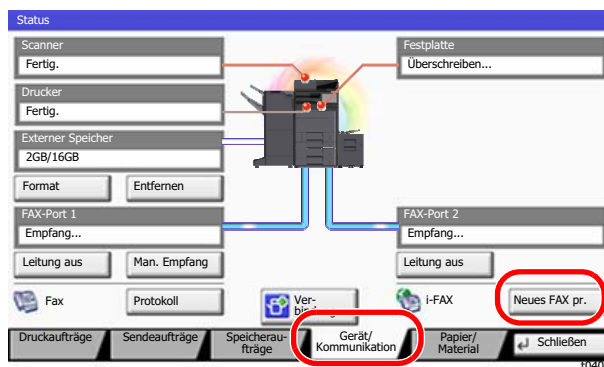 Status
Scanner
Fertig.
Festplatte
Überschreiben...
Drucker
Fertig.
Externer Speicher
2GB/16GB
Format
Entfernen
FAX-Port 1
Empfang...
FAX-Port 2
Empfang...
Leitung aus
Man. Empfang
Leitung aus
Fax
Protokoll
Ver-
i-FAX
Neues FAX pr.
Druckaufträge
Sendeaufträge
Speicherau-
fträge
Gerät/
Kommunikation
Papier/
Material
Schließen